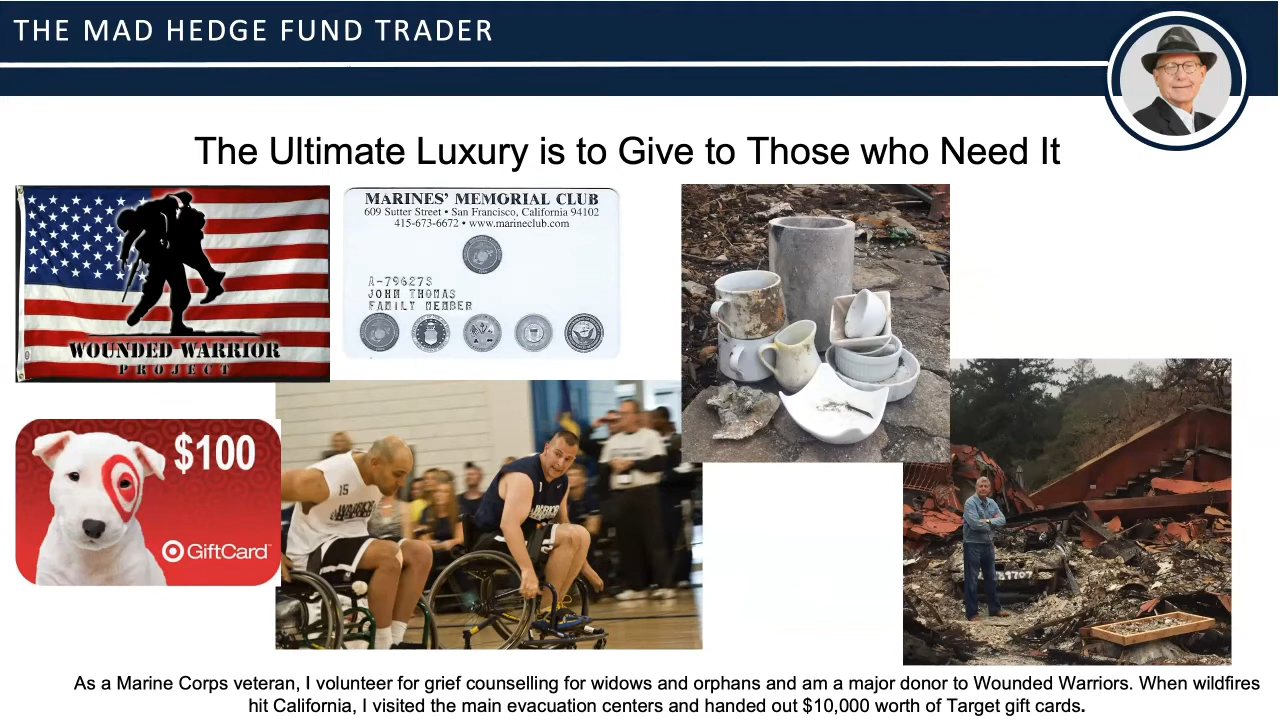 THE MAD HEDGE FUND TRADER
The Ultimate Luxury is to Give to Those who Need It
WOUNDED WARRIOR
PROJECT
MARINES' MEMORIAL CLUB
609 Sutter Street • San Francisco, California 94102
415-673-6672 • www.marineclub.com
A-79627S
JOHN THOMAS
FAMILY MEMBER
$100
GiftCard
15
As a Marine Corps veteran, I volunteer for grief counselling for widows and orphans and am a major donor to Wounded Warriors. When wildfires
hit California, I visited the main evacuation centers and handed out $10,000 worth of Target gift cards.